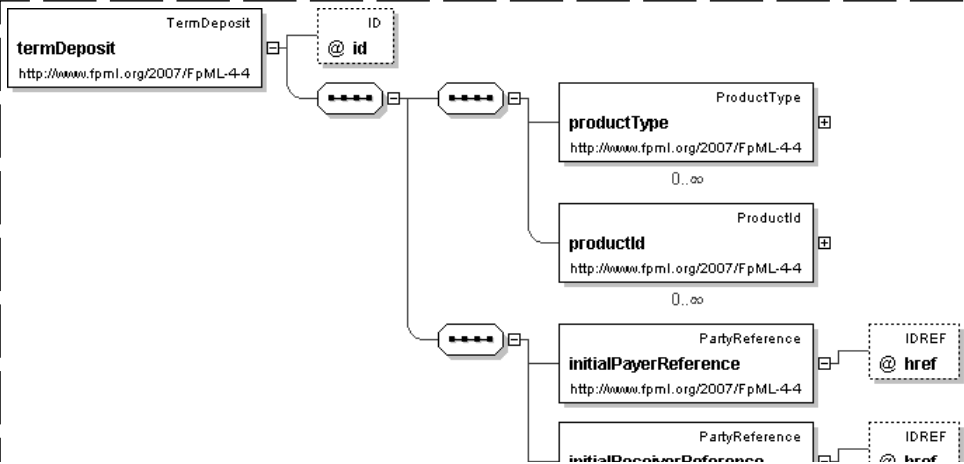 TermDeposit
termDeposit
http://www.fpml.org/2007/FpML-4-4
ID
@ id
ProductType
productType
http://www.fpml.org/2007/FpML-4-4
0..∞
ProductId
productId
http://www.fpml.org/2007/FpML-4-4
0..∞
PartyReference
initialPayerReference
http://www.fpml.org/2007/FpML-4-4
IDREF
@ href
PartyReference
initialReceiverReference
IDREF
@ href